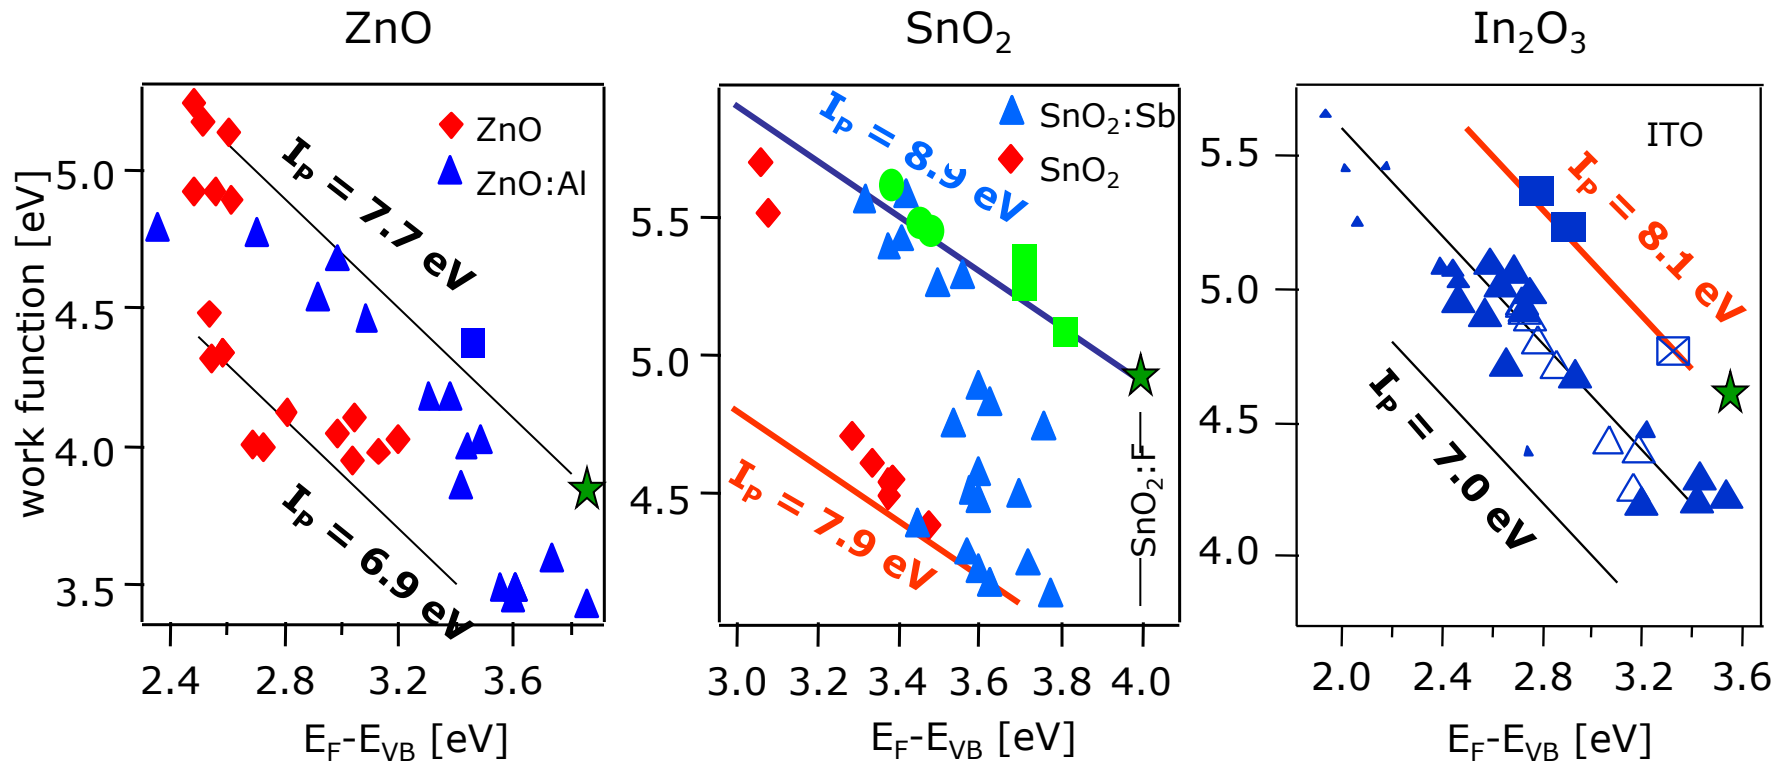 ZnO
SnO₂
In₂O₃
work function [eV]
5.0
4.5
4.0
3.5
ZnO
ZnO:Al
I_P = 7.7 eV
I_P = 6.9 eV
2.4
2.8
3.2
3.6
E_F-E_VB [eV]
5.5
5.0
4.5
SnO₂:Sb
SnO₂
I_P = 8.9 eV
I_P = 7.9 eV
SnO₂:F
3.0
3.2
3.4
3.6
3.8
4.0
E_F-E_VB [eV]
5.5
5.0
4.5
4.0
ITO
I_P = 8.1 eV
I_P = 7.0 eV
2.0
2.4
2.8
3.2
3.6
E_F-E_VB [eV]